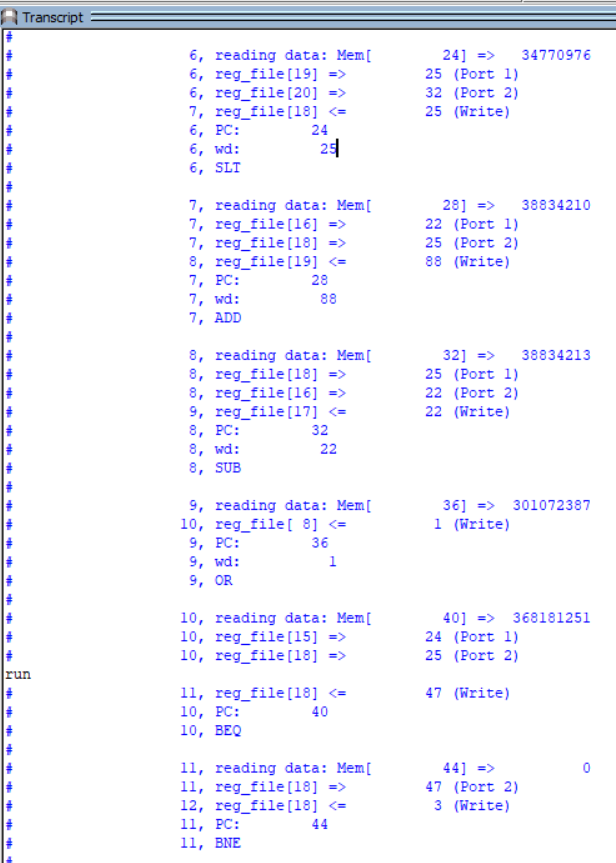 Transcript
#
# 6, reading data: Mem[ 24] => 34770976
# 6, reg_file[19] => 25 (Port 1)
# 6, reg_file[20] => 32 (Port 2)
# 7, reg_file[18] <= 25 (Write)
# 6, PC: 24
# 6, wd: 25
# 6, SLT
#
# 7, reading data: Mem[ 28] => 38834210
# 7, reg_file[16] => 22 (Port 1)
# 7, reg_file[18] => 25 (Port 2)
# 8, reg_file[19] <= 88 (Write)
# 7, PC: 28
# 7, wd: 88
# 7, ADD
#
# 8, reading data: Mem[ 32] => 38834213
# 8, reg_file[18] => 25 (Port 1)
# 8, reg_file[16] => 22 (Port 2)
# 9, reg_file[17] <= 22 (Write)
# 8, PC: 32
# 8, wd: 22
# 8, SUB
#
# 9, reading data: Mem[ 36] => 301072387
# 10, reg_file[ 8] <= 1 (Write)
# 9, PC: 36
# 9, wd: 1
# 9, OR
#
# 10, reading data: Mem[ 40] => 368181251
# 10, reg_file[15] => 24 (Port 1)
# 10, reg_file[18] => 25 (Port 2)
run
# 11, reg_file[18] <= 47 (Write)
# 10, PC: 40
# 10, BEQ
#
# 11, reading data: Mem[ 44] => 0
# 11, reg_file[18] => 47 (Port 2)
# 12, reg_file[18] <= 3 (Write)
# 11, PC: 44
# 11, BNE
#